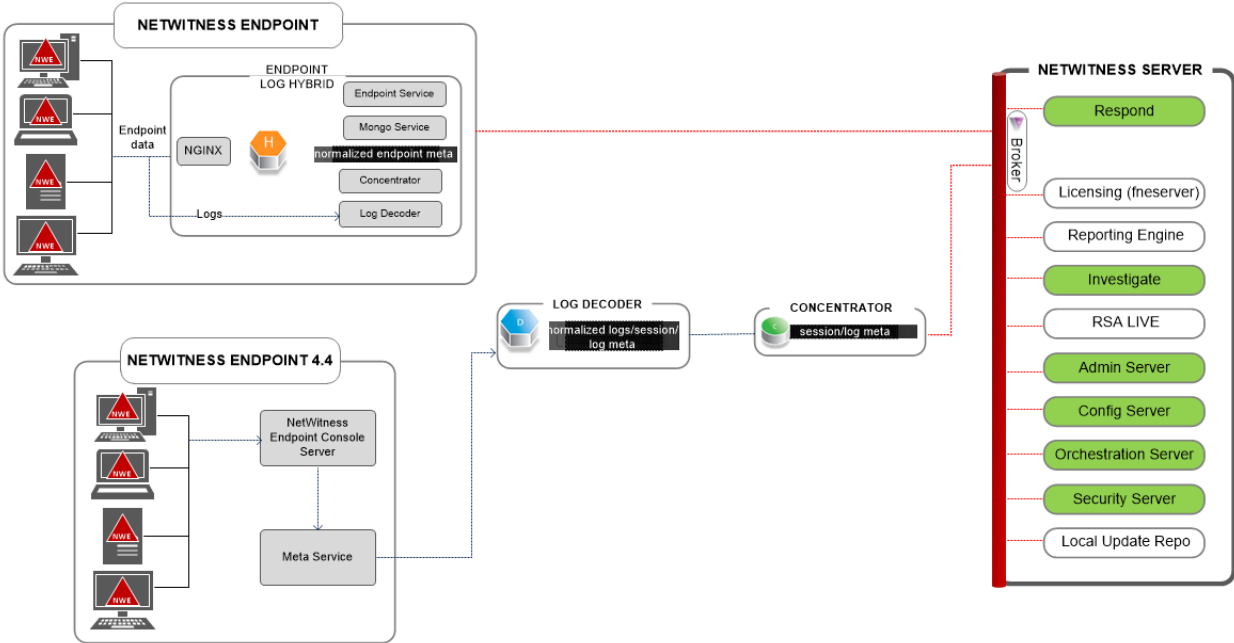 NETWITNESS ENDPOINT
NWE
NWE
NWE
NWE
Endpoint
data
ENDPOINT
LOG HYBRID
NGINX
H
Endpoint Service
Mongo Service
normalized endpoint meta
Concentrator
Log Decoder
Logs
NETWITNESS ENDPOINT 4.4
NWE
NWE
NWE
NWE
NetWitness
Endpoint Console
Server
Meta Service
LOG DECODER
D
normalized logs/session/
log meta
CONCENTRATOR
C
session/log meta
NETWITNESS SERVER
Broker
Respond
Licensing (fneserver)
Reporting Engine
Investigate
RSA LIVE
Admin Server
Config Server
Orchestration Server
Security Server
Local Update Repo